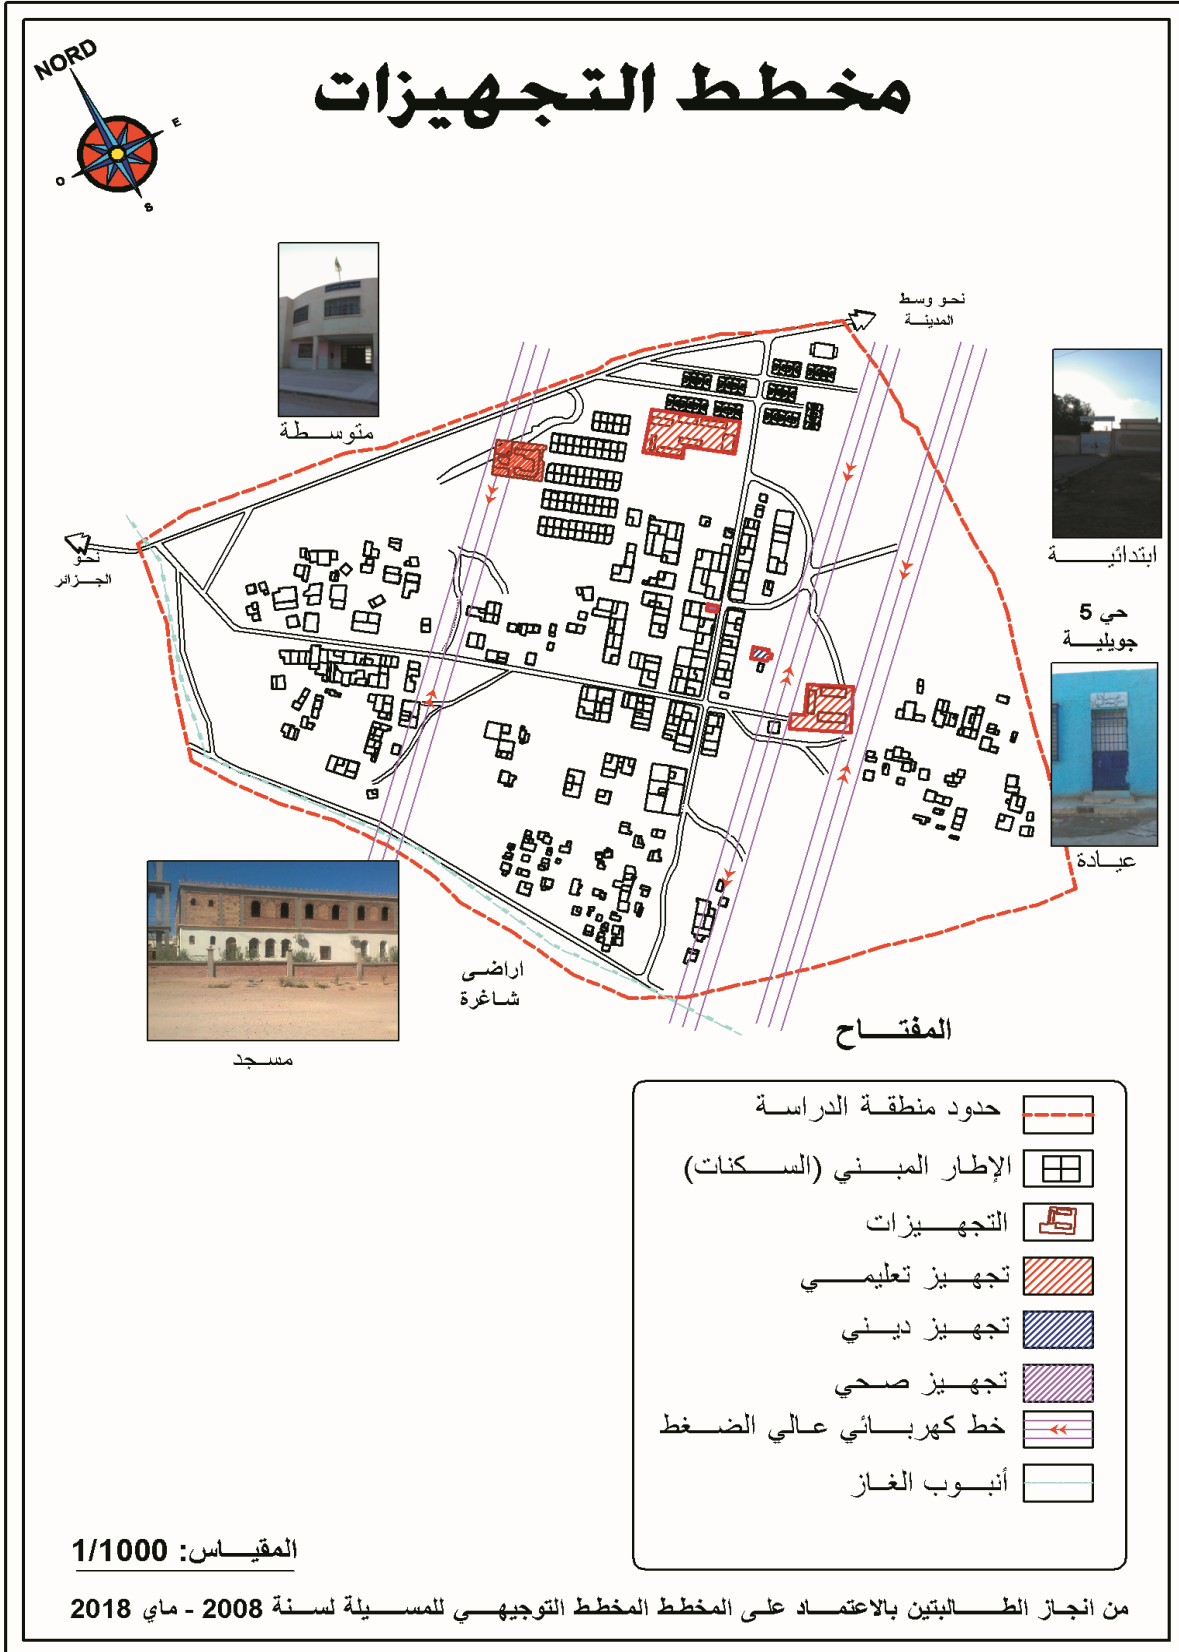 NORD
E
O
S
مخطط التجهيزات
نحو وسط
المدينة
متوسطة
ابتدائية
نحو
الجزائر
حي 5
جويلية
عيادة
اراضى
شاغرة
مسجد
المفتاح
حدود منطقة الدراسة
الإطار المبني (السكنات)
التجهيزات
تجهيز تعليمي
تجهيز ديني
تجهيز صحي
خط كهربائي عالي الضغط
أنبوب الغاز
المقياس: 1/1000
من انجاز الطالبتين بالاعتماد على المخطط المخطط التوجيهي للمسيلة لسنة 2008 - ماي 2018